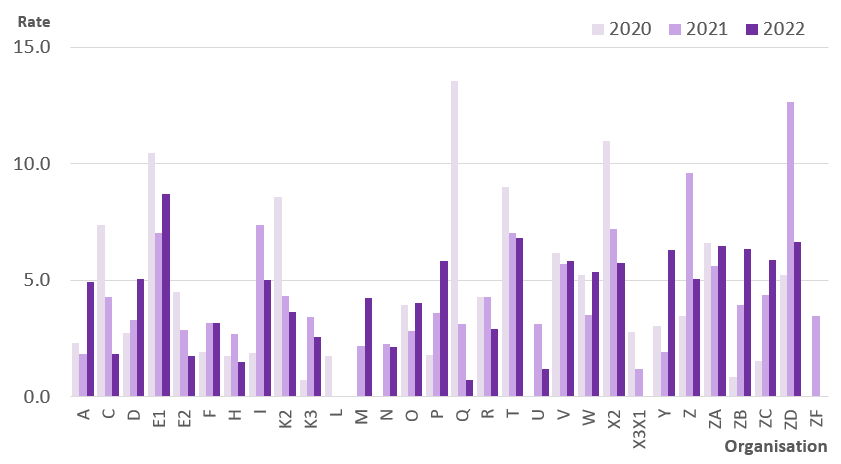 Rate
2020 2021 2022
15.0
10.0
5.0
0.0
A C D E1 E2 F H I K2 K3 L M N O P Q R T U V W X2 X3X1 Y Z ZA ZB ZC ZD ZF
Organisation